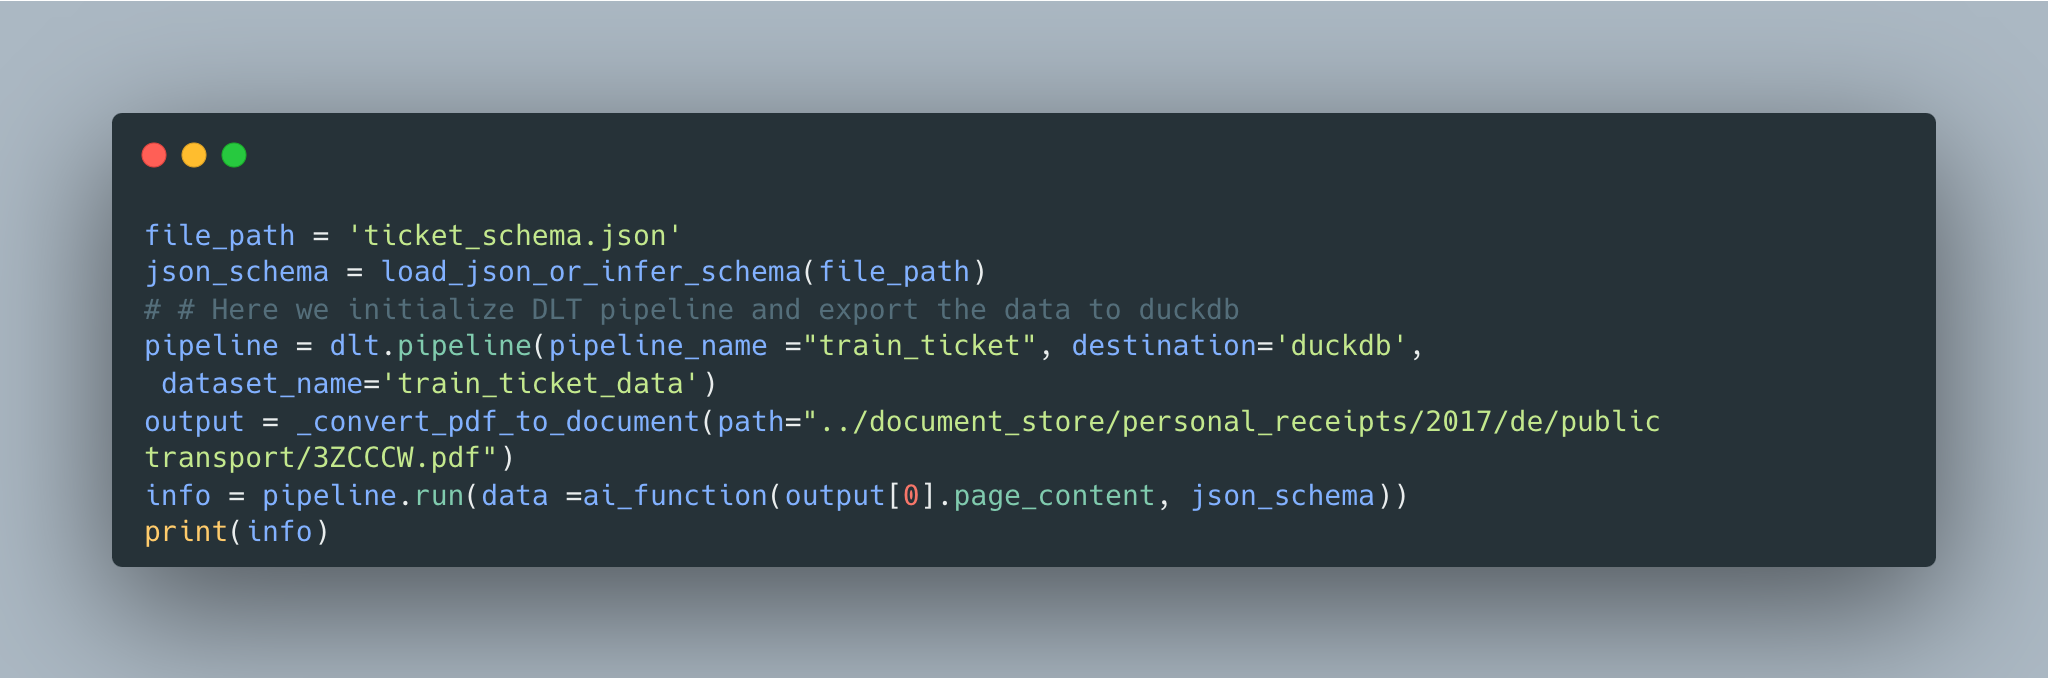 file_path = 'ticket_schema.json'
json_schema = load_json_or_infer_schema(file_path)
# # Here we initialize DLT pipeline and export the data to duckdb
pipeline = dlt.pipeline(pipeline_name ="train_ticket", destination='duckdb',
 dataset_name='train_ticket_data')
output = _convert_pdf_to_document(path="../document_store/personal_receipts/2017/de/public
transport/3ZCCCW.pdf")
info = pipeline.run(data =ai_function(output[0].page_content, json_schema))
print(info)